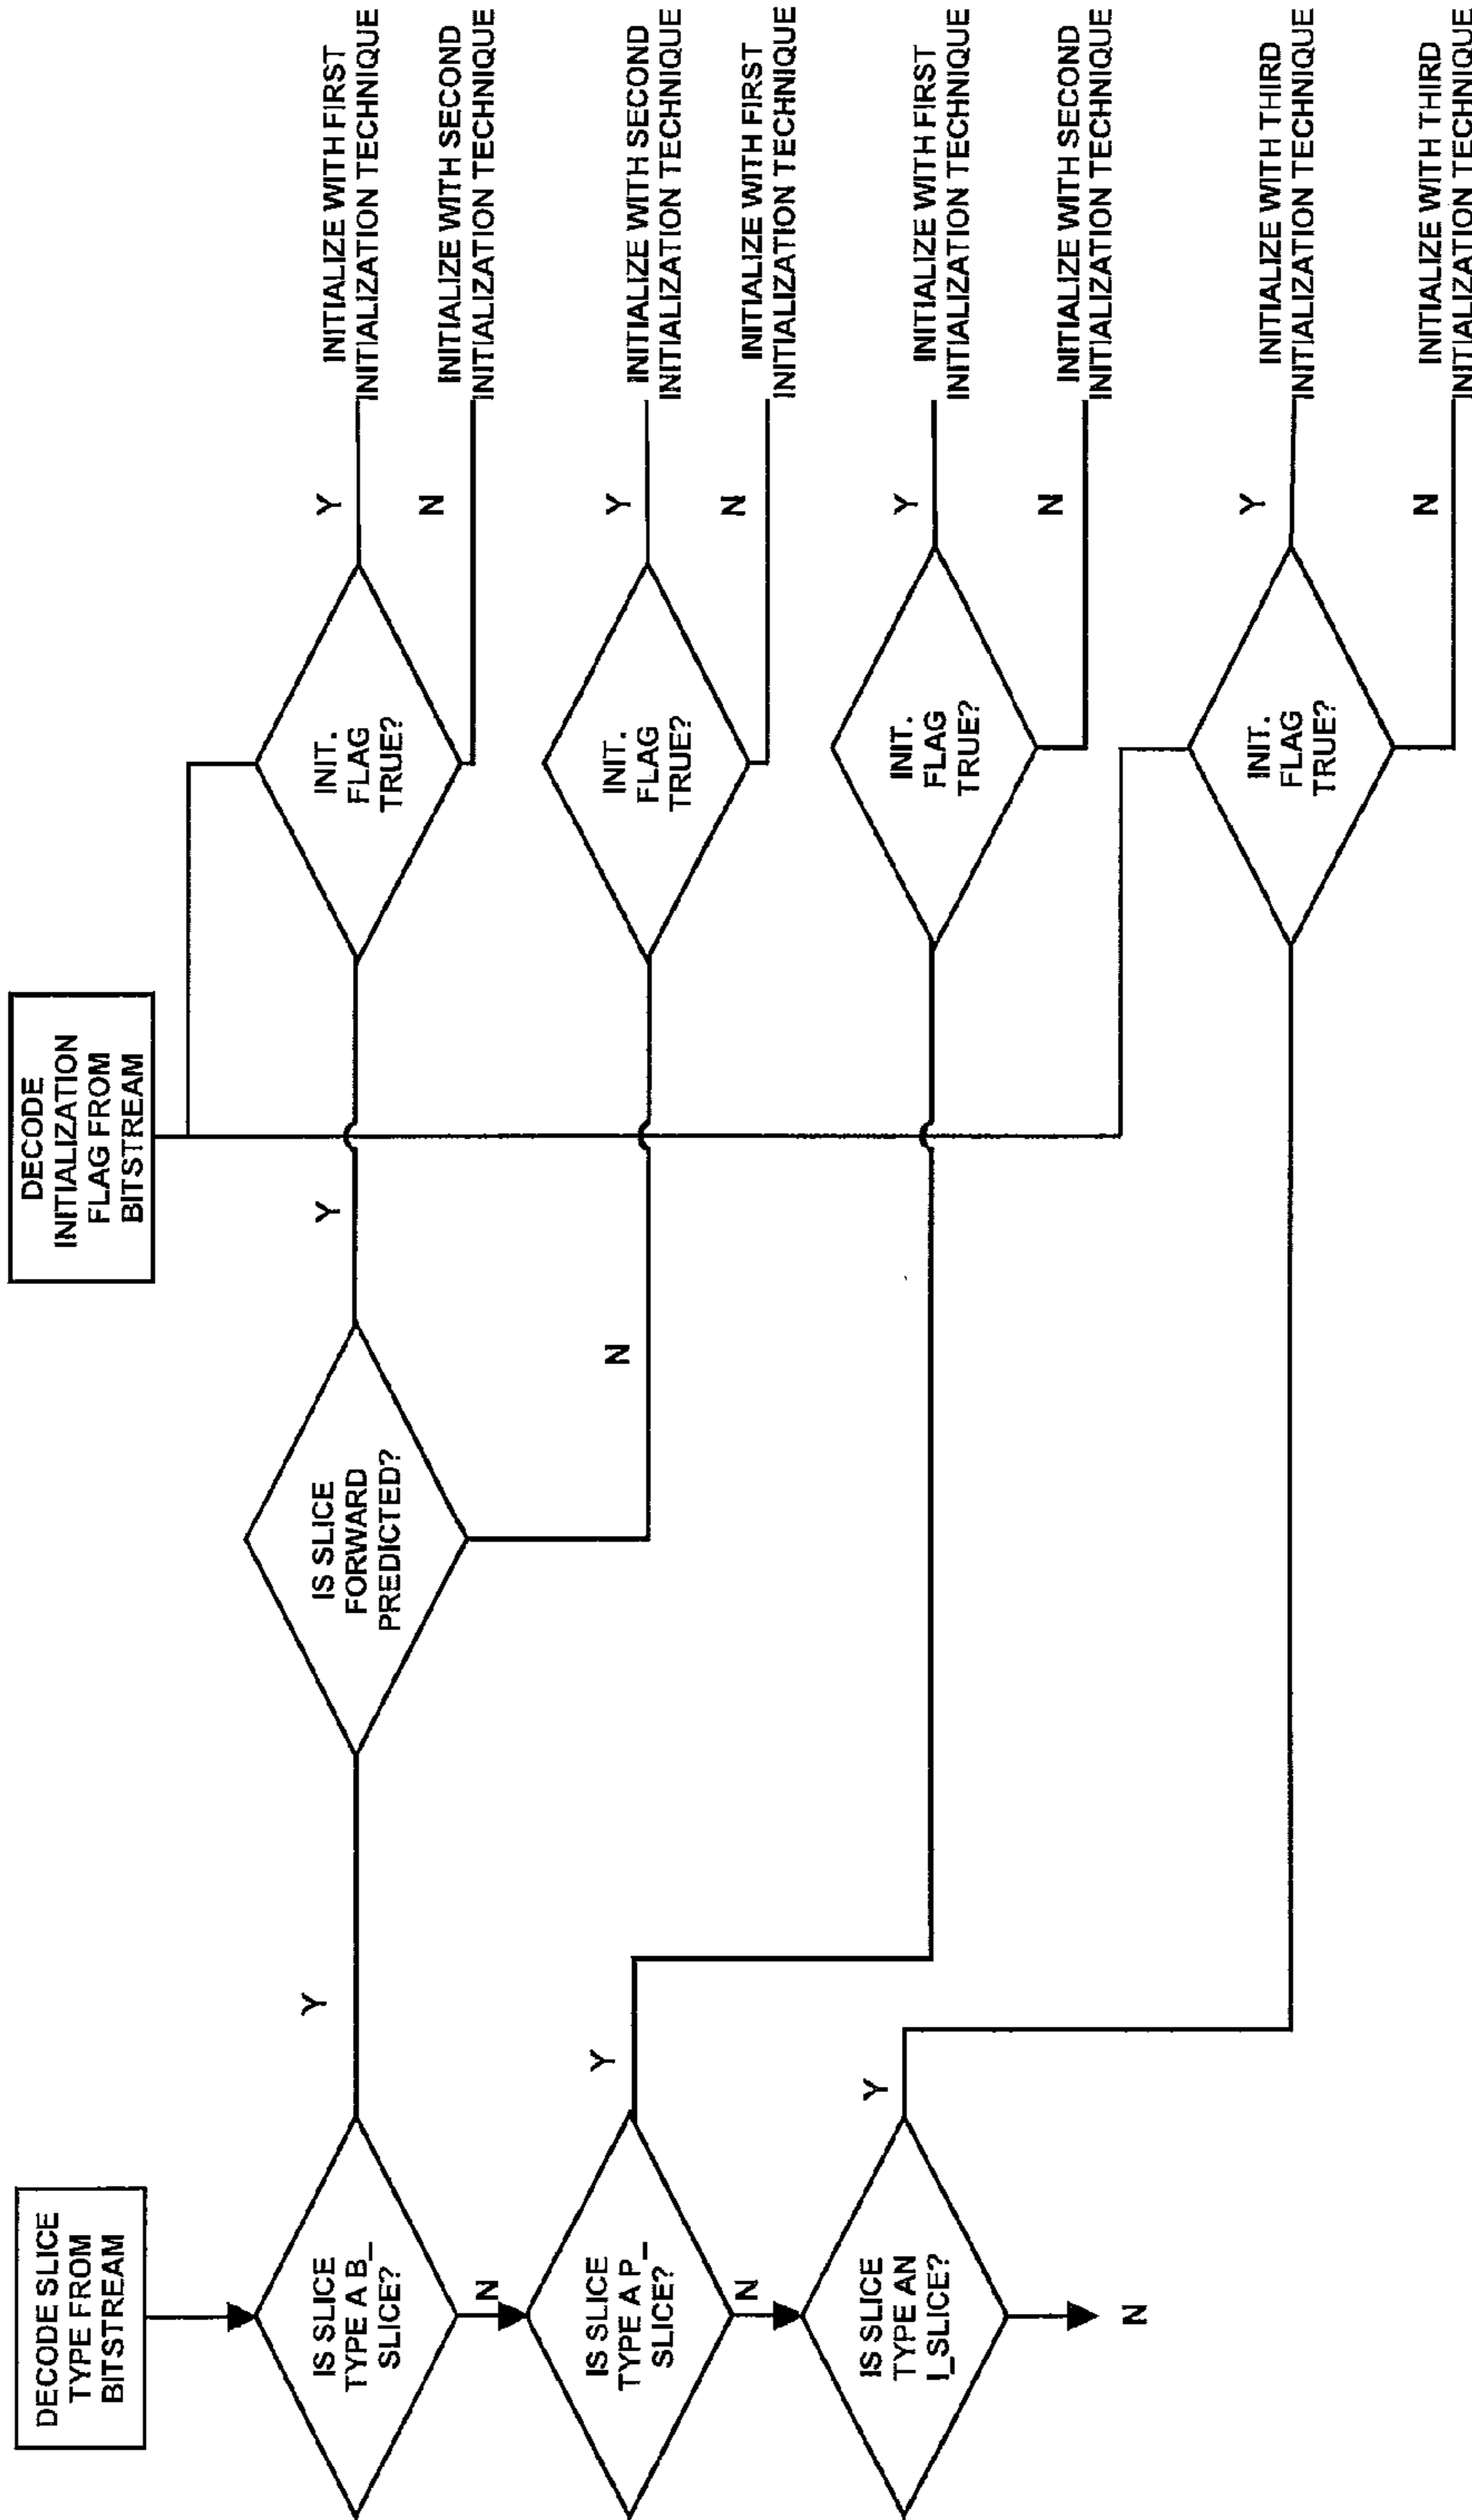 DECODE SLICE
TYPE FROM
BITSTREAM
IS SLICE
TYPE A B_
SLICE?
Y
N
IS SLICE
TYPE A P_
SLICE?
Y
N
IS SLICE
TYPE AN
I_SLICE?
Y
N
IS SLICE
FORWARD
PREDICTED?
Y
N
DECODE
INITIALIZATION
FLAG FROM
BITSTREAM
INIT.
FLAG
TRUE?
Y
INITIALIZE WITH FIRST
INITIALIZATION TECHNIQUE
N
INITIALIZE WITH SECOND
INITIALIZATION TECHNIQUE
INIT.
FLAG
TRUE?
Y
INITIALIZE WITH SECOND
INITIALIZATION TECHNIQUE
N
INITIALIZE WITH FIRST
INITIALIZATION TECHNIQUE
INIT.
FLAG
TRUE?
Y
INITIALIZE WITH FIRST
INITIALIZATION TECHNIQUE
N
INITIALIZE WITH SECOND
INITIALIZATION TECHNIQUE
INIT.
FLAG
TRUE?
Y
INITIALIZE WITH THIRD
INITIALIZATION TECHNIQUE
N
INITIALIZE WITH THIRD
INITIALIZATION TECHNIQUE